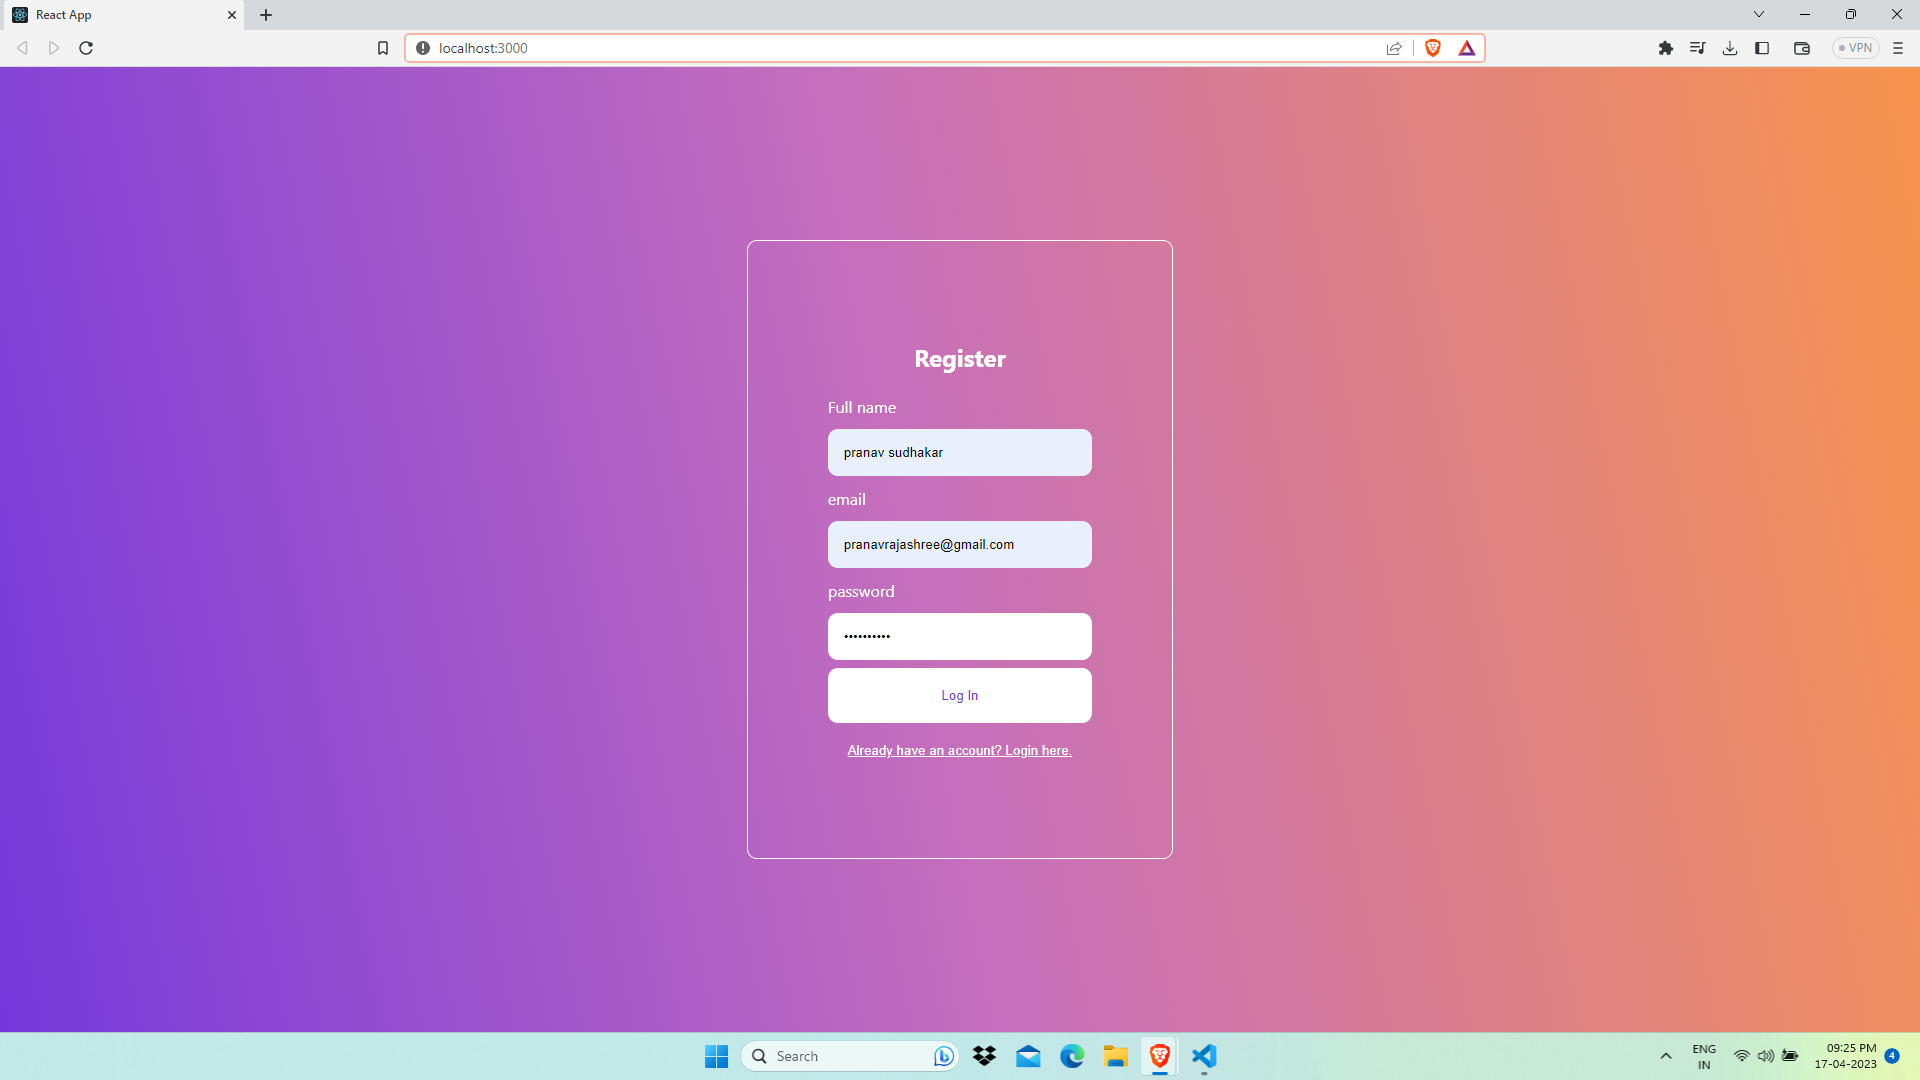 React App
localhost:3000
VPN
Register
Full name
pranav sudhakar
email
pranavrajashree@gmail.com
password
••••••••••
Log In
Already have an account? Login here.
Search
ENG
IN
09:25 PM
17-04-2023
4